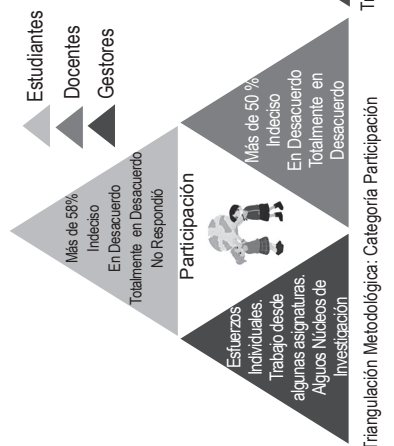 Estudiantes
Docentes
Gestores
Más de 58%
Indeciso
En Desacuerdo
Totalmente en Desacuerdo
No Respondió
Participación
Esfuerzos
Individuales.
Trabajo desde
algunas asignaturas.
Alguos Núcleos de
Investigación
Más de 50 %
Indeciso
En Desacuerdo
Totalmente en
Desacuerdo
Triangulación Metodológica: Categoría Participación